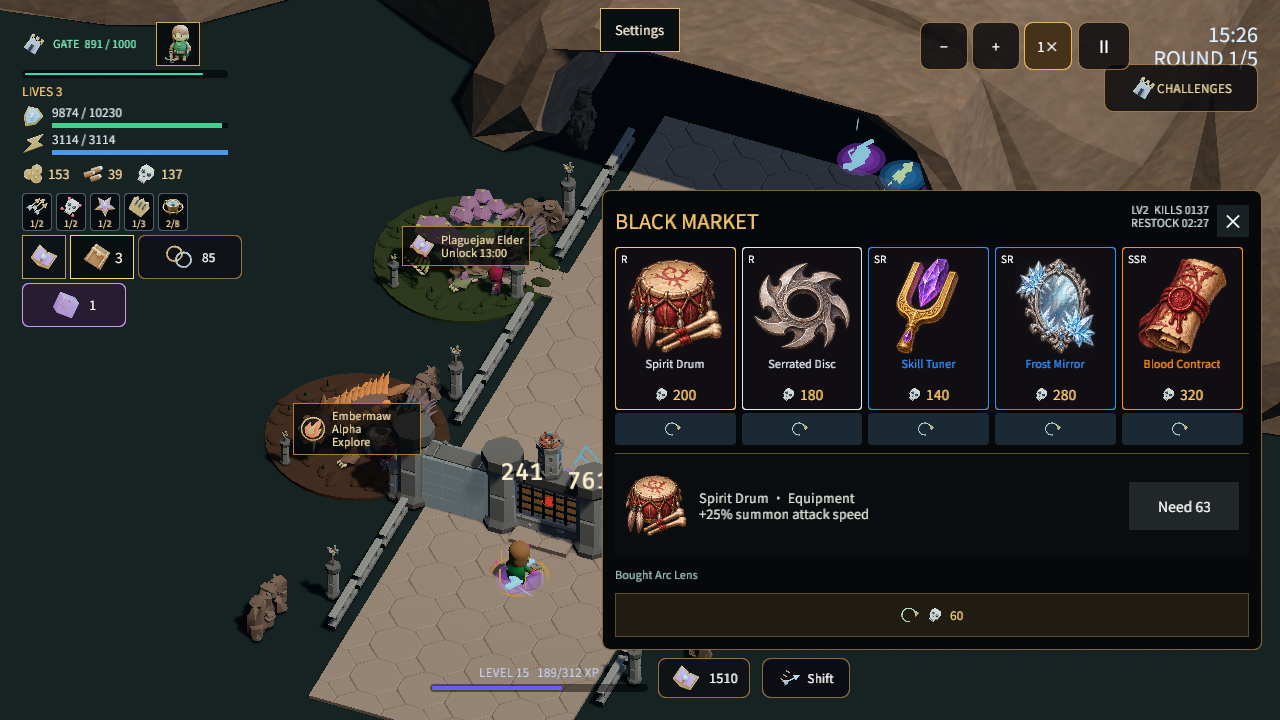 GATE 891 / 1000
LIVES 3
9874 / 10230
3114 / 3114
153
39
137
1/2
1/2
1/2
1/3
2/8
3
85
1
Settings
−
+
1×
15:26
ROUND 1/5
CHALLENGES
Plaguejaw Elder
Unlock 13:00
Embermaw
Alpha
Explore
241
761
BLACK MARKET
LV2 KILLS 0137
RESTOCK 02:27
R
Spirit Drum
200
R
Serrated Disc
180
SR
Skill Tuner
140
SR
Frost Mirror
280
SSR
Blood Contract
320
Spirit Drum • Equipment
+25% summon attack speed
Need 63
Bought Arc Lens
60
LEVEL 15 189/312 XP
1510
Shift